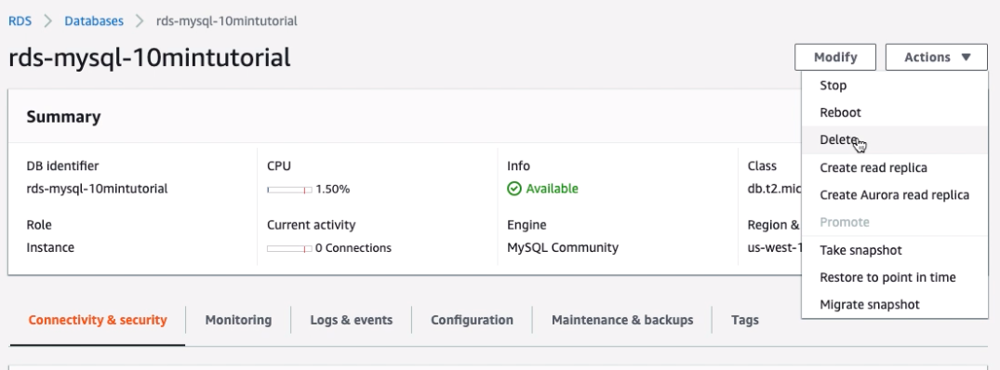 RDS > Databases > rds-mysql-10mintutorial
rds-mysql-10mintutorial
Modify
Actions ▼
Stop
Reboot
Delete
Create read replica
Create Aurora read replica
Promote
Take snapshot
Restore to point in time
Migrate snapshot
Summary
DB identifier
rds-mysql-10mintutorial
CPU
1.50%
Info
Available
Class
db.t2.mic
Role
Instance
Current activity
0 Connections
Engine
MySQL Community
Region &
us-west-1
Connectivity & security
Monitoring
Logs & events
Configuration
Maintenance & backups
Tags